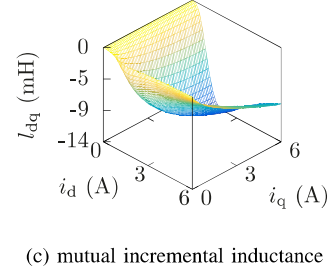 0
-5
-9
-14
l_dq (mH)
0
3
6
i_d (A)
0
3
6
i_q (A)
(c) mutual incremental inductance